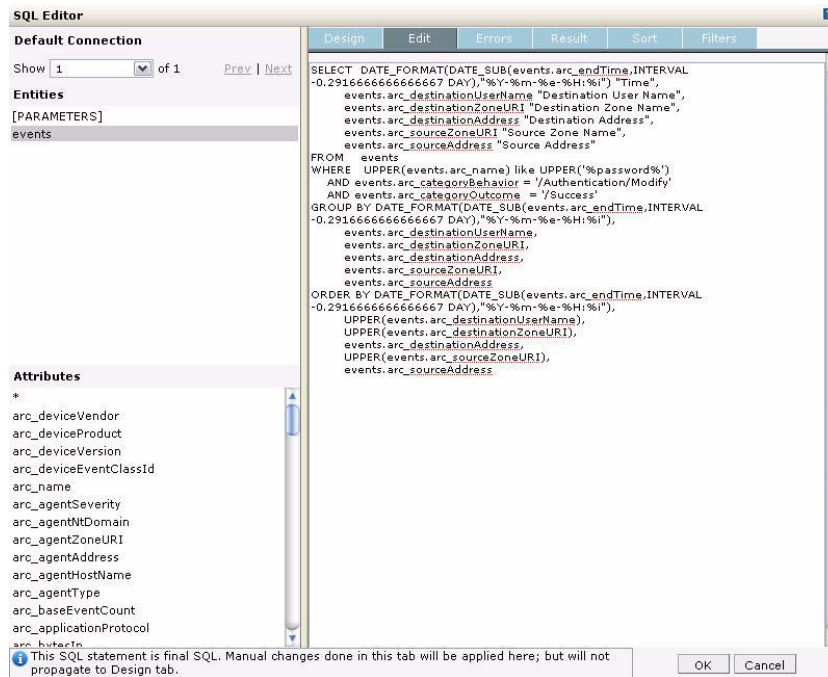 SQL Editor
Default Connection
Show 1 of 1 Prev | Next
Entities
[PARAMETERS]
events
Attributes
*
arc_deviceVendor
arc_deviceProduct
arc_deviceVersion
arc_deviceEventClassId
arc_name
arc_agentSeverity
arc_agentNtDomain
arc_agentZoneURI
arc_agentAddress
arc_agentHostName
arc_agentType
arc_baseEventCount
arc_applicationProtocol
arc_bytesIn
Design Edit Errors Result Sort Filters
SELECT DATE_FORMAT(DATE_SUB(events.arc_endTime,INTERVAL
-0.2916666666666667 DAY),"%Y-%m-%e-%H:%i") "Time",
events.arc_destinationUserName "Destination User Name",
events.arc_destinationZoneURI "Destination Zone Name",
events.arc_destinationAddress "Destination Address",
events.arc_sourceZoneURI "Source Zone Name",
events.arc_sourceAddress "Source Address"
FROM events
WHERE UPPER(events.arc_name) like UPPER('%password%')
AND events.arc_categoryBehavior = '/Authentication/Modify'
AND events.arc_categoryOutcome = '/Success'
GROUP BY DATE_FORMAT(DATE_SUB(events.arc_endTime,INTERVAL
-0.2916666666666667 DAY),"%Y-%m-%e-%H:%i"),
events.arc_destinationUserName,
events.arc_destinationZoneURI,
events.arc_destinationAddress,
events.arc_sourceZoneURI,
events.arc_sourceAddress
ORDER BY DATE_FORMAT(DATE_SUB(events.arc_endTime,INTERVAL
-0.2916666666666667 DAY),"%Y-%m-%e-%H:%i"),
UPPER(events.arc_destinationUserName),
UPPER(events.arc_destinationZoneURI),
events.arc_destinationAddress,
UPPER(events.arc_sourceZoneURI),
events.arc_sourceAddress
This SQL statement is final SQL. Manual changes done in this tab will be applied here; but will not
propagate to Design tab.
OK Cancel